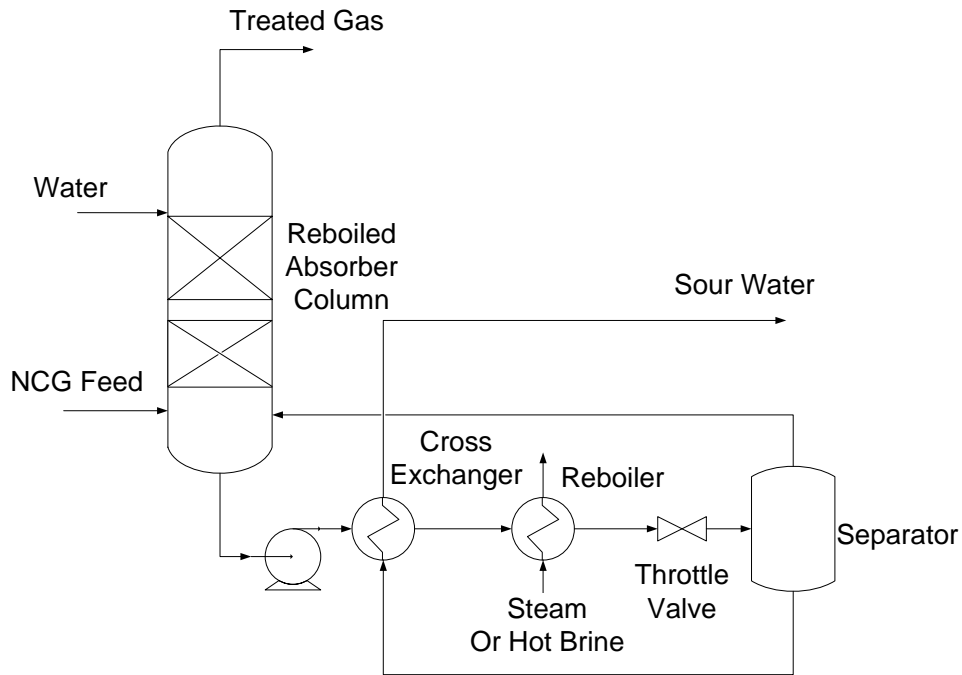 Treated Gas
Water
Reboiled
Absorber
Column
Sour Water
NCG Feed
Cross
Exchanger
Reboiler
Separator
Throttle
Valve
Steam
Or Hot Brine